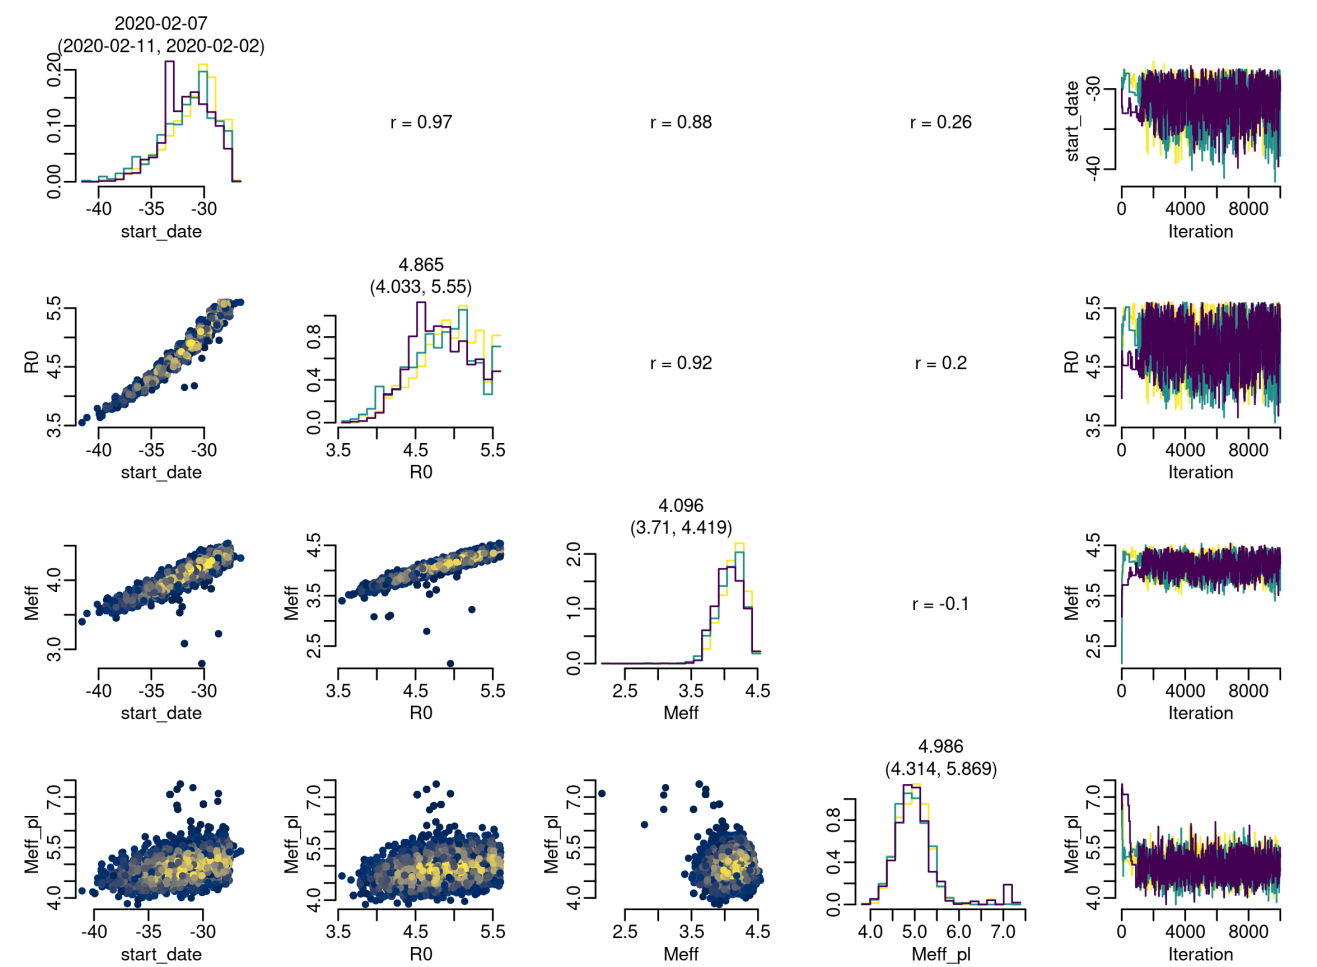 2020-02-07
(2020-02-11, 2020-02-02)
0.20
0.10
0.00
-40 -35 -30
start_date
r = 0.97
r = 0.88
r = 0.26
start_date
-30
-40
0 4000 8000
Iteration
R0
5.5
4.5
3.5
-40 -35 -30
start_date
4.865
(4.033, 5.55)
0.8
0.4
0.0
3.5 4.5 5.5
R0
r = 0.92
r = 0.2
R0
5.5
4.5
3.5
0 4000 8000
Iteration
Meff
4.0
3.0
-40 -35 -30
start_date
Meff
4.5
3.5
2.5
3.5 4.5 5.5
R0
4.096
(3.71, 4.419)
2.0
1.0
0.0
2.5 3.5 4.5
Meff
r = -0.1
Meff
4.5
3.5
2.5
0 4000 8000
Iteration
Meff_pl
7.0
5.5
4.0
-40 -35 -30
start_date
Meff_pl
7.0
5.5
4.0
3.5 4.5 5.5
R0
Meff_pl
7.0
5.5
4.0
2.5 3.5 4.5
Meff
4.986
(4.314, 5.869)
0.8
0.4
0.0
4.0 5.0 6.0 7.0
Meff_pl
Meff_pl
7.0
5.5
4.0
0 4000 8000
Iteration